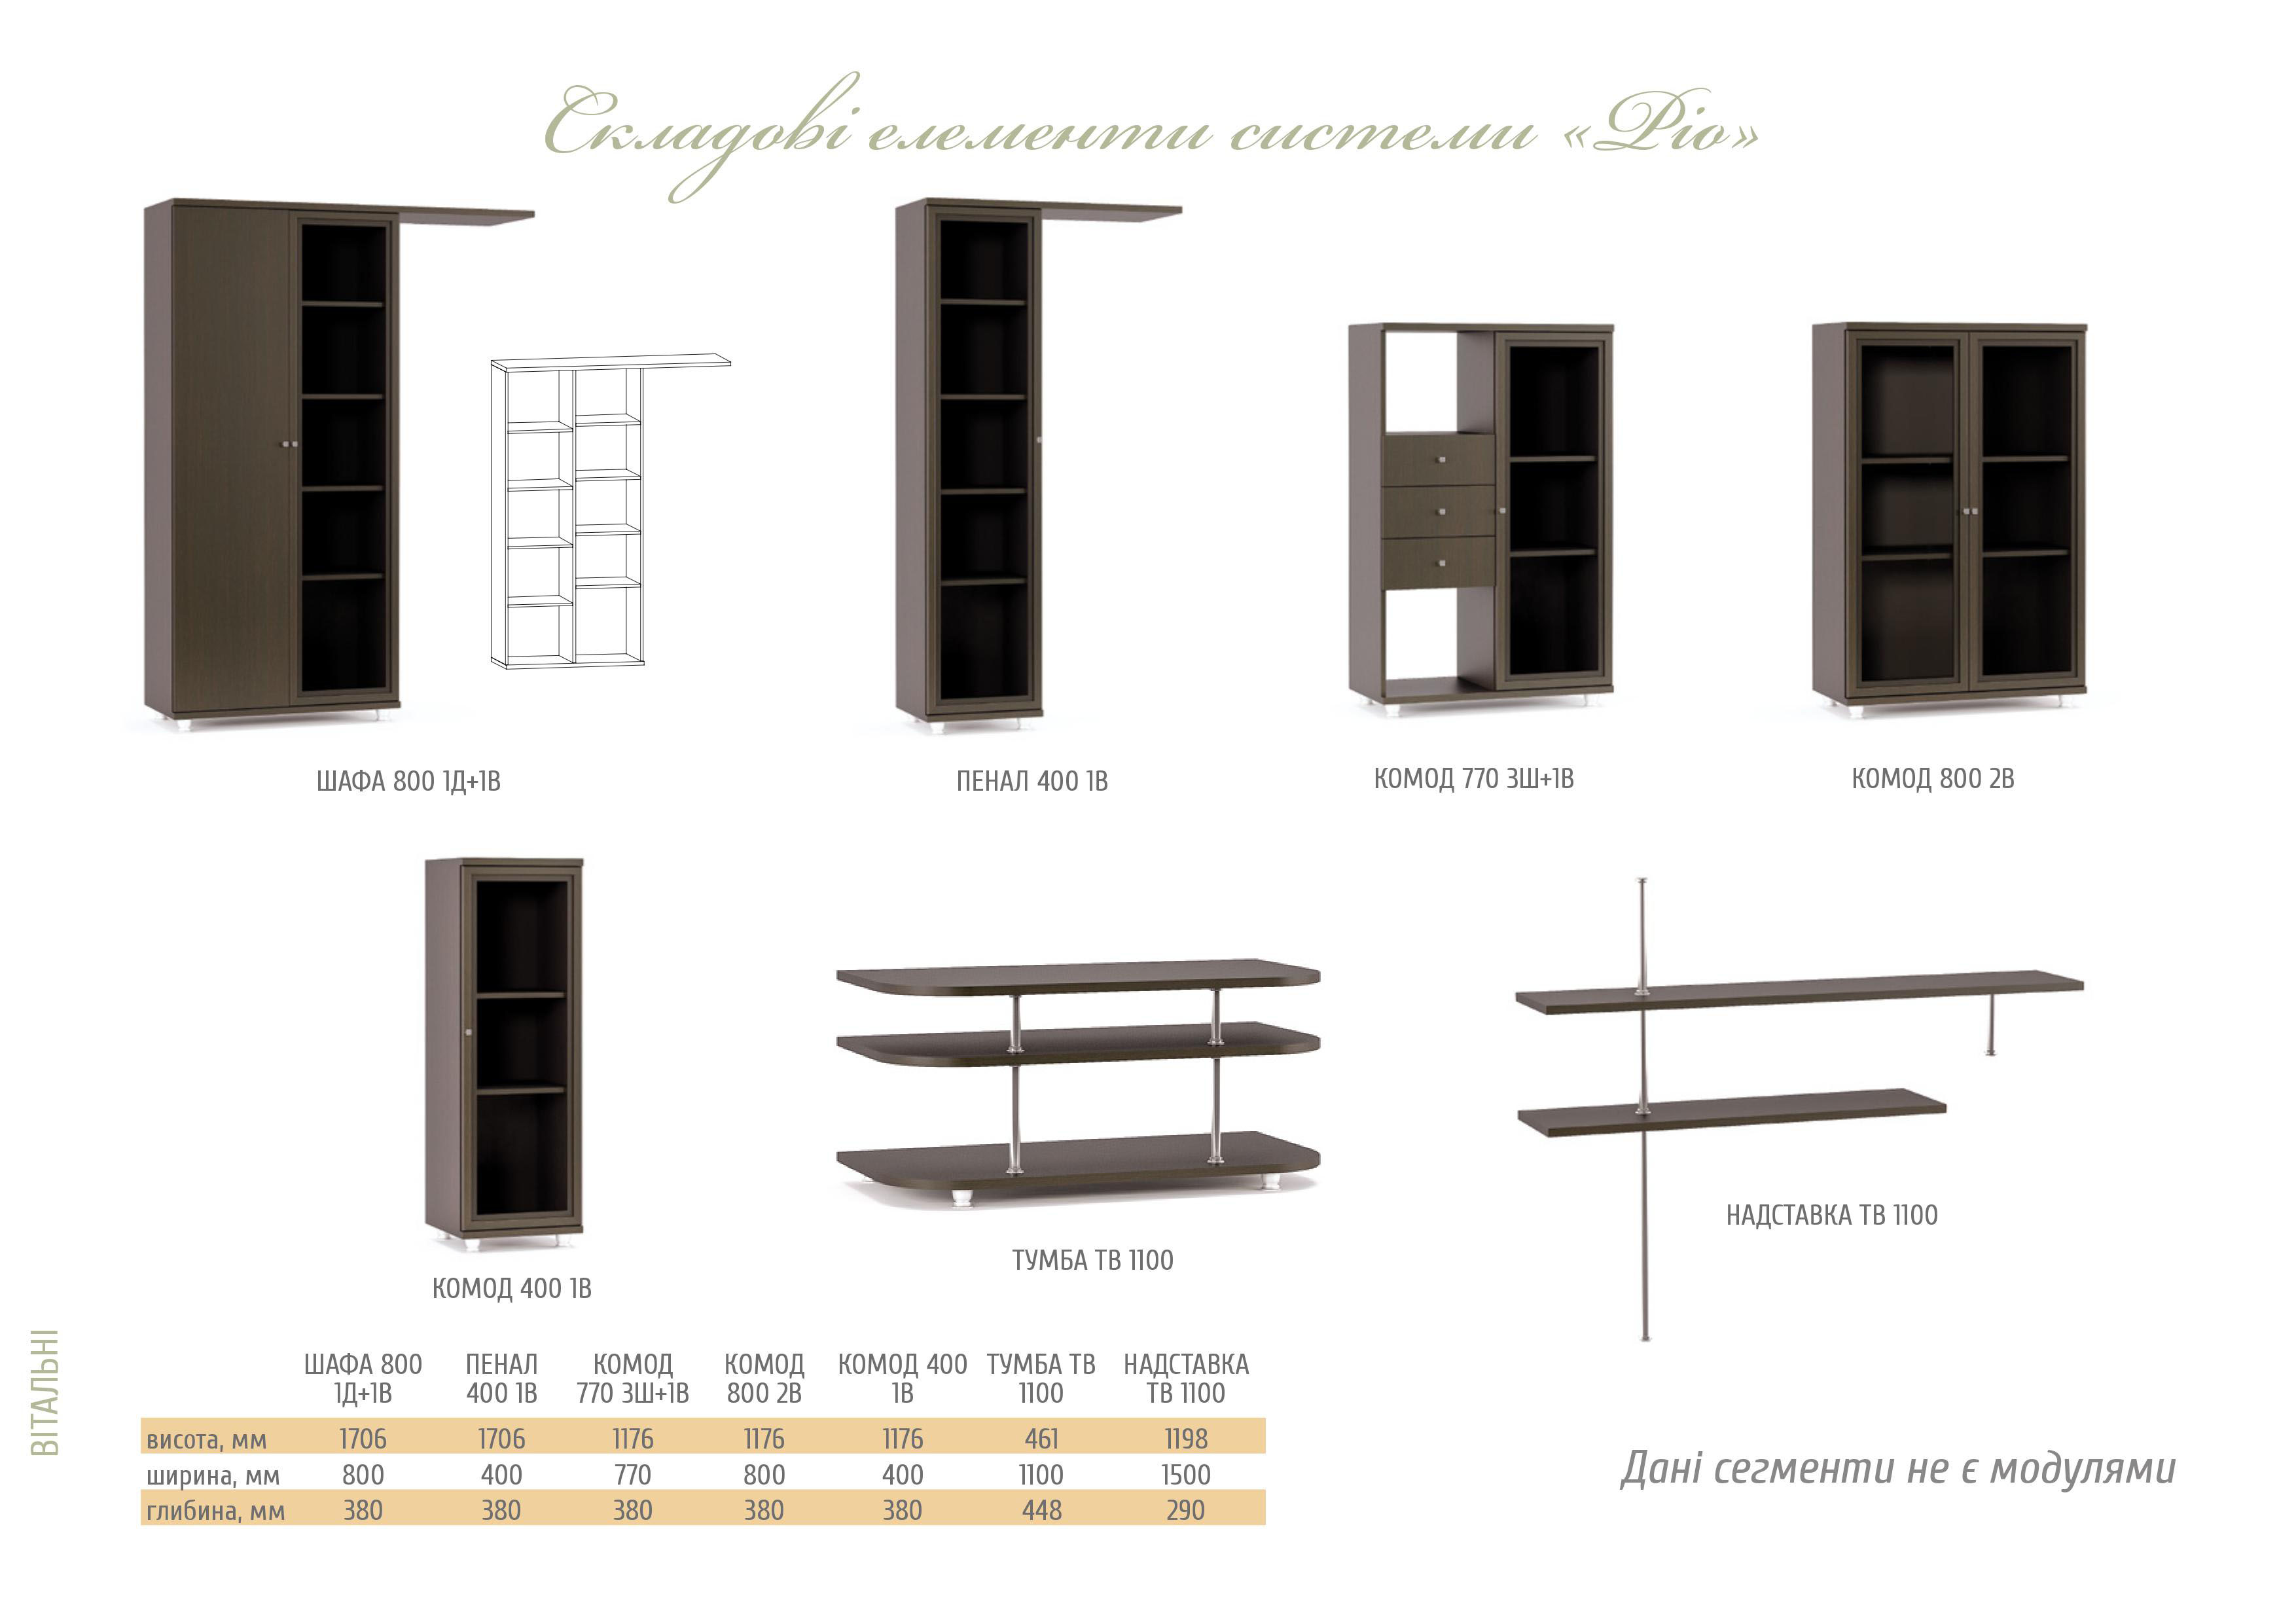 Складові елементи системи «Ріо»
ШАФА 800 1Д+1В
ПЕНАЛ 400 1В
КОМОД 770 3Ш+1В
КОМОД 800 2В
КОМОД 400 1В
ТУМБА ТВ 1100
НАДСТАВКА ТВ 1100
ВІТАЛЬНІ
ШАФА 800 ПЕНАЛ КОМОД КОМОД КОМОД 400 ТУМБА ТВ НАДСТАВКА
1Д+1В 400 1В 770 3Ш+1В 800 2В 1В 1100 ТВ 1100
висота, мм 1706 1706 1176 1176 1176 461 1198
ширина, мм 800 400 770 800 400 1100 1500
глибина, мм 380 380 380 380 380 448 290
Дані сегменти не є модулями